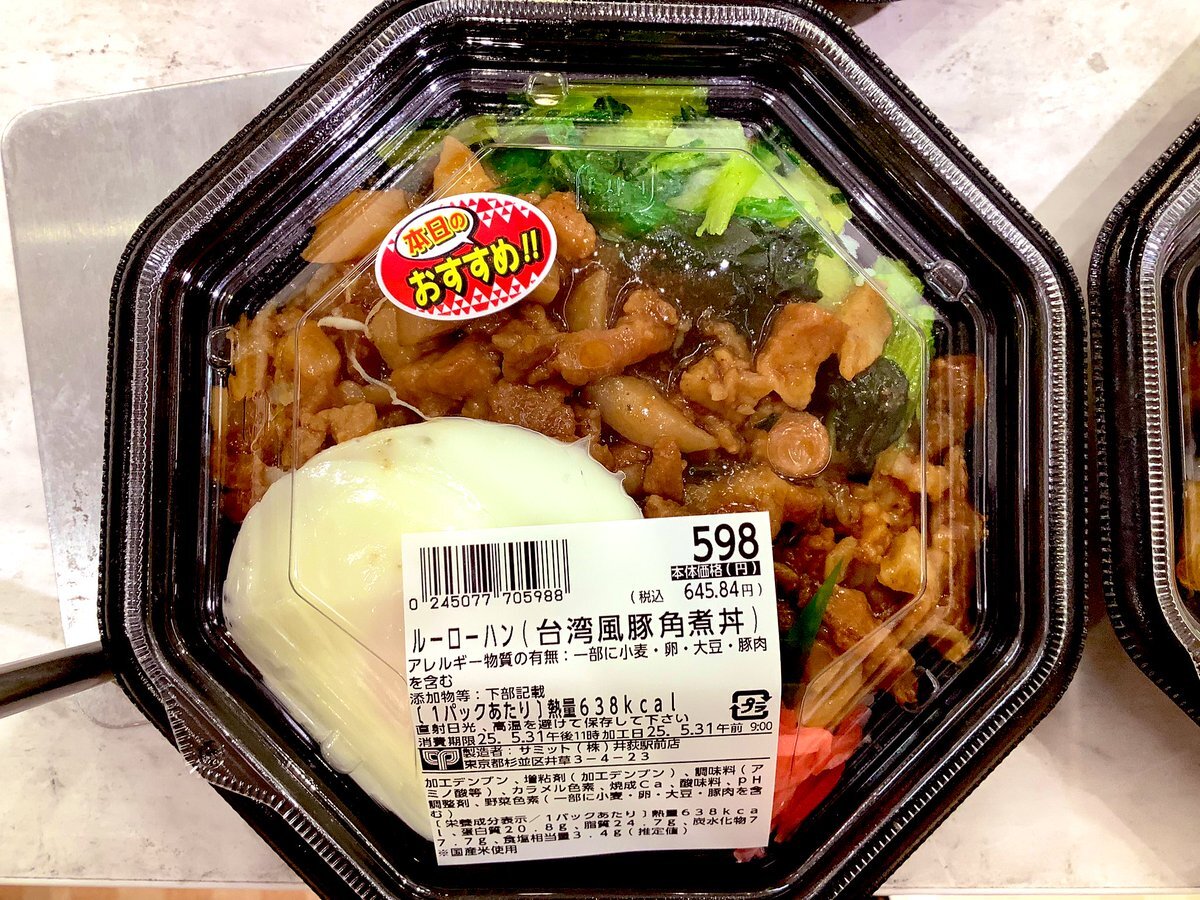 本日の
おすすめ!!
598
本体価格(円)
(税込 645.84円)
0 245077 705988
ルーローハン(台湾風豚角煮丼)
アレルギー物質の有無:一部に小麦・卵・大豆・豚肉
を含む
添加物等:下部記載
(1パックあたり)熱量638kcal
プラ
直射日光、高温を避けて保存して下さい
消費期限25. 5.31午後11時加工日25. 5.31午前 9:00
製造者:サミット(株)井荻駅前店
東京都杉並区井草3-4-23
加工デンプン、増粘剤(加工デンプン)、調味料(ア
ミノ酸等)、カラメル色素、焼成Ca、酸味料、pH
調整剤、野菜色素(一部に小麦・卵・大豆・豚肉を含
む)
(栄養成分表示/1パックあたり)熱量638kca
l、蛋白質20.8g、脂質24.7g、炭水化物7
7.7g、食塩相当量3.4g(推定値)
※国産米使用